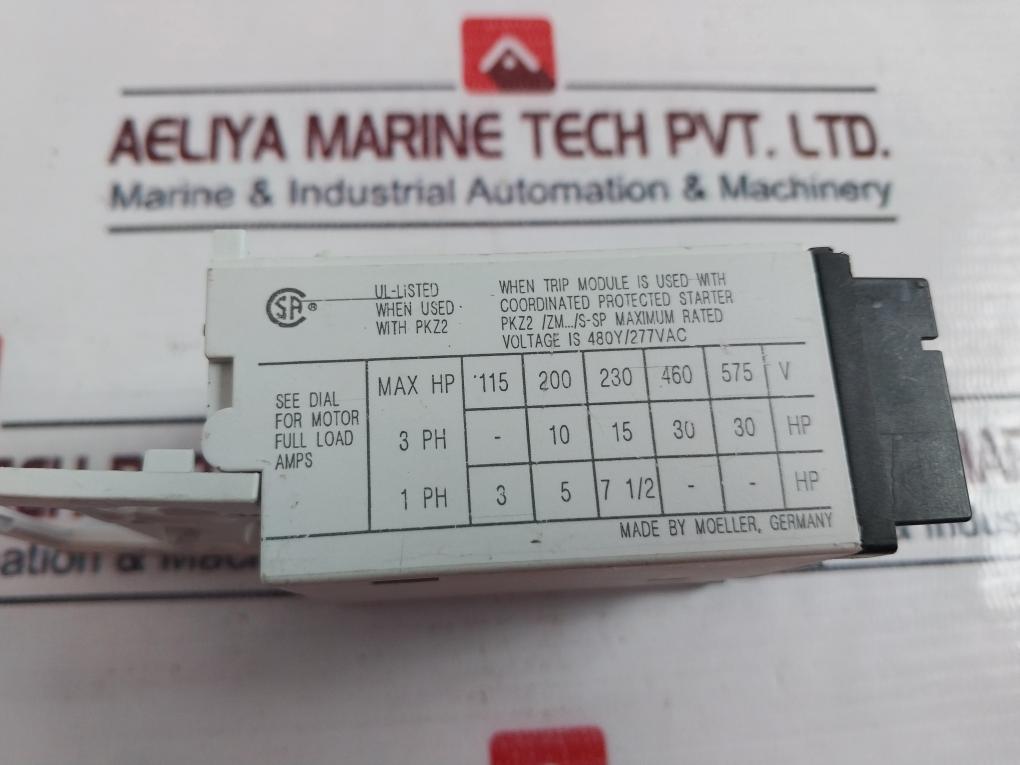 AELIYA MARINE TECH PVT. LTD.
Marine & Industrial Automation & Machinery
CSA ®
UL-LISTED
WHEN USED
WITH PKZ2
WHEN TRIP MODULE IS USED WITH
COORDINATED PROTECTED STARTER
PKZ2 /ZM.../S-SP MAXIMUM RATED
VOLTAGE IS 480Y/277VAC
SEE DIAL
FOR MOTOR
FULL LOAD
AMPS
MAX HP 115 200 230 460 575 V
3 PH - 10 15 30 30 HP
1 PH 3 5 7 1/2 - - HP
MADE BY MOELLER, GERMANY